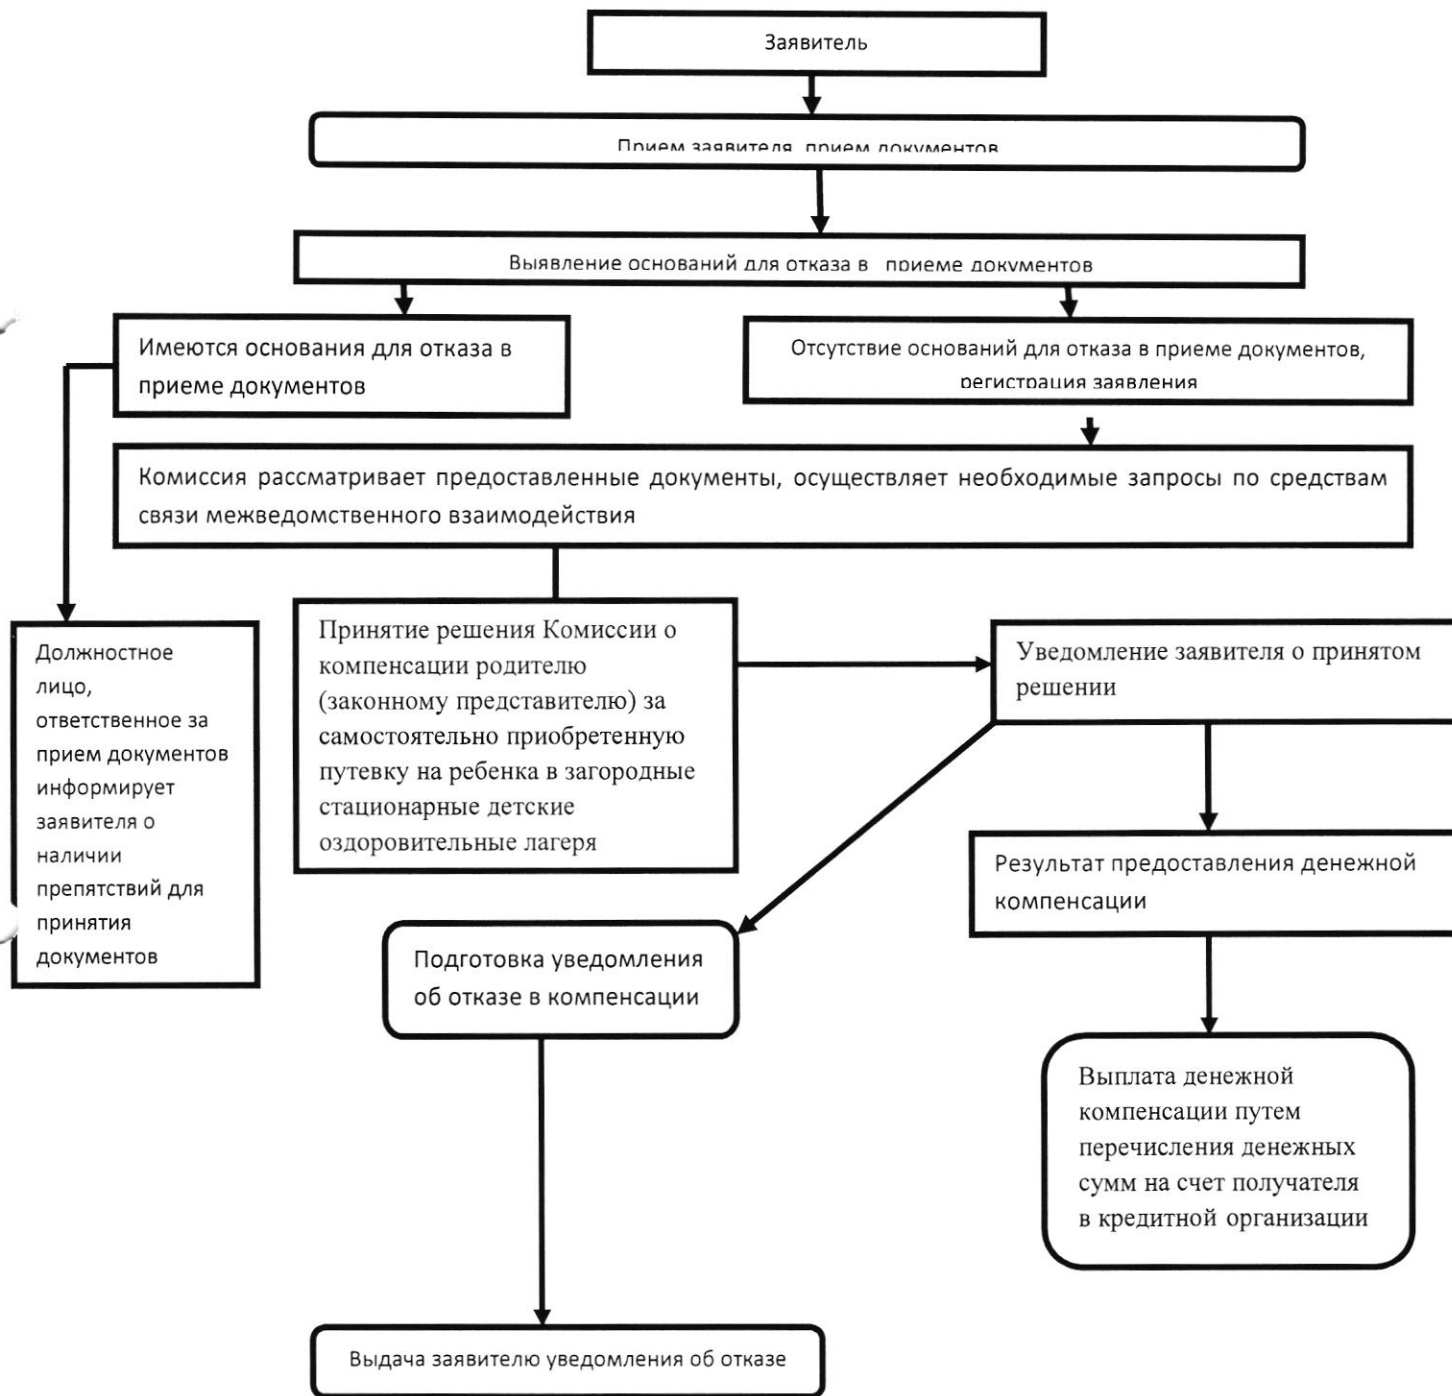 Заявитель
Прием заявителя, прием документов
Выявление оснований для отказа в приеме документов
Имеются основания для отказа в
приеме документов
Отсутствие оснований для отказа в приеме документов,
регистрация заявления
Комиссия рассматривает предоставленные документы, осуществляет необходимые запросы по средствам
связи межведомственного взаимодействия
Должностное
лицо,
ответственное за
прием документов
информирует
заявителя о
наличии
препятствий для
принятия
документов
Принятие решения Комиссии о
компенсации родителю
(законному представителю) за
самостоятельно приобретенную
путевку на ребенка в загородные
стационарные детские
оздоровительные лагеря
Уведомление заявителя о принятом
решении
Результат предоставления денежной
компенсации
Подготовка уведомления
об отказе в компенсации
Выплата денежной
компенсации путем
перечисления денежных
сумм на счет получателя
в кредитной организации
Выдача заявителю уведомления об отказе